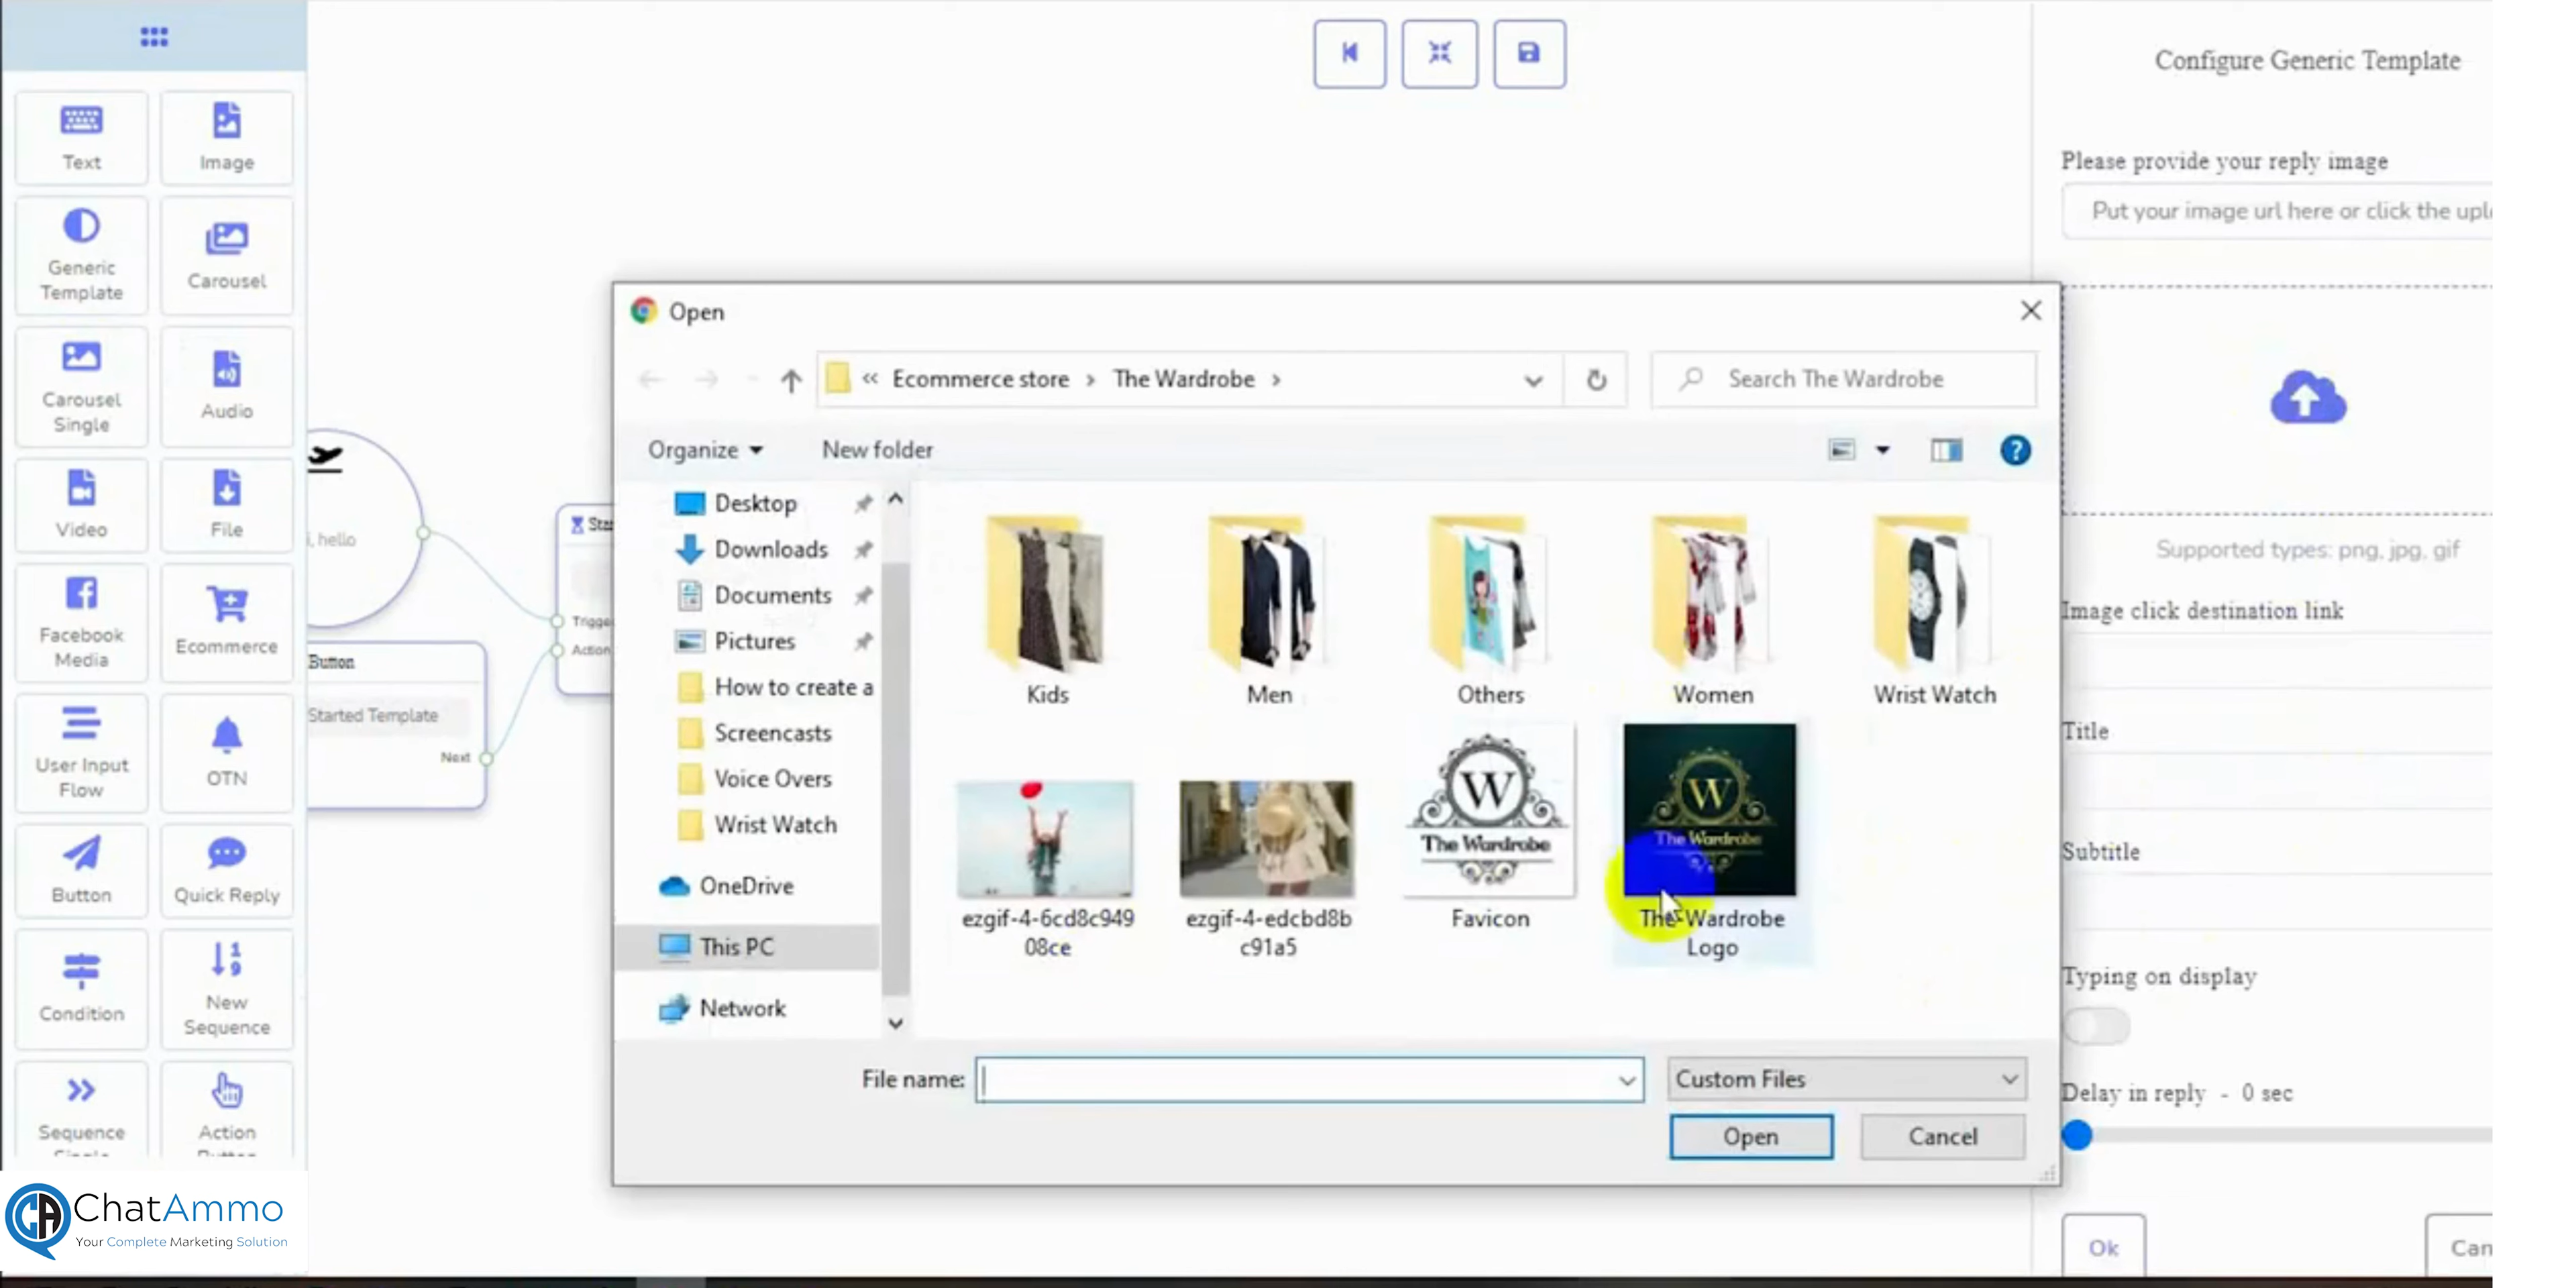 Text
Image
Generic
Template
Carousel
Carousel
Single
Audio
Video
File
Facebook
Media
Ecommerce
User Input
Flow
OTN
Button
Quick Reply
Condition
New
Sequence
Sequence
Action
ChatAmmo
Your Complete Marketing Solution
i, hello
Button
Started Template
Next
Star
Trigge
Action
Open
« Ecommerce store › The Wardrobe ›
Search The Wardrobe
Organize
New folder
Desktop
Downloads
Documents
Pictures
How to create a
Screencasts
Voice Overs
Wrist Watch
OneDrive
This PC
Network
Kids
Men
Others
Women
Wrist Watch
W
The Wardrobe
W
The Wardrobe
ezgif-4-6cd8c949
08ce
ezgif-4-edcbd8b
c91a5
Favicon
The Wardrobe
Logo
File name:
Custom Files
Open
Cancel
Configure Generic Template
Please provide your reply image
Put your image url here or click the uplo
Supported types: png, jpg, gif
Image click destination link
Title
Subtitle
Typing on display
Delay in reply - 0 sec
Ok
Can